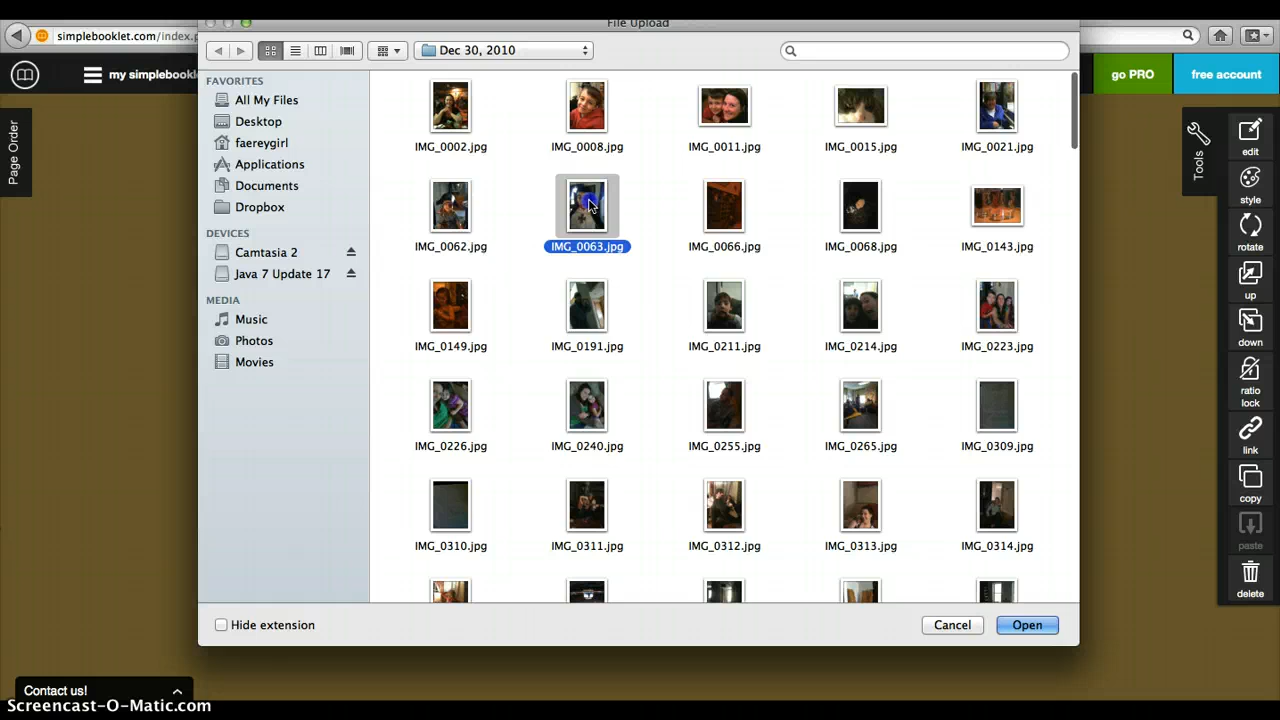 File Upload
simplebooklet.com/index.p
Dec 30, 2010
my simplebookle
go PRO
free account
Page Order
FAVORITES
All My Files
Desktop
faereygirl
Applications
Documents
Dropbox
DEVICES
Camtasia 2
Java 7 Update 17
MEDIA
Music
Photos
Movies
IMG_0002.jpg
IMG_0008.jpg
IMG_0011.jpg
IMG_0015.jpg
IMG_0021.jpg
IMG_0062.jpg
IMG_0063.jpg
IMG_0066.jpg
IMG_0068.jpg
IMG_0143.jpg
IMG_0149.jpg
IMG_0191.jpg
IMG_0211.jpg
IMG_0214.jpg
IMG_0223.jpg
IMG_0226.jpg
IMG_0240.jpg
IMG_0255.jpg
IMG_0265.jpg
IMG_0309.jpg
IMG_0310.jpg
IMG_0311.jpg
IMG_0312.jpg
IMG_0313.jpg
IMG_0314.jpg
Hide extension
Cancel
Open
Tools
edit
style
rotate
up
down
ratio
lock
link
copy
paste
delete
Contact us!
Screencast-O-Matic.com